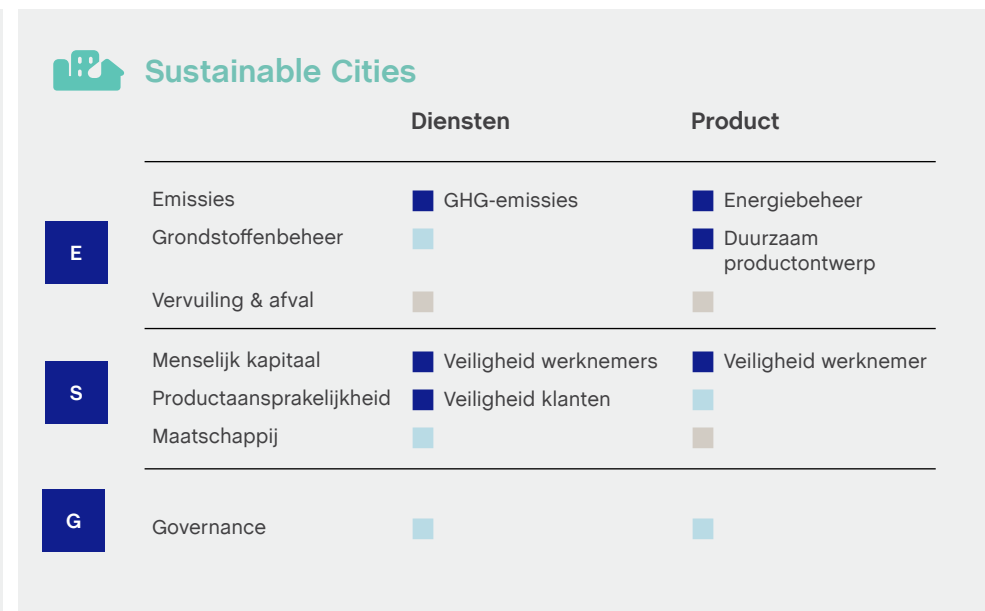 Sustainable Cities
Diensten Product
Emissies GHG-emissies Energiebeheer
E
Grondstoffenbeheer Duurzaam
productontwerp
Vervuiling & afval
Menselijk kapitaal Veiligheid werknemers Veiligheid werknemer
S
Productaansprakelijkheid Veiligheid klanten
Maatschappij
G
Governance